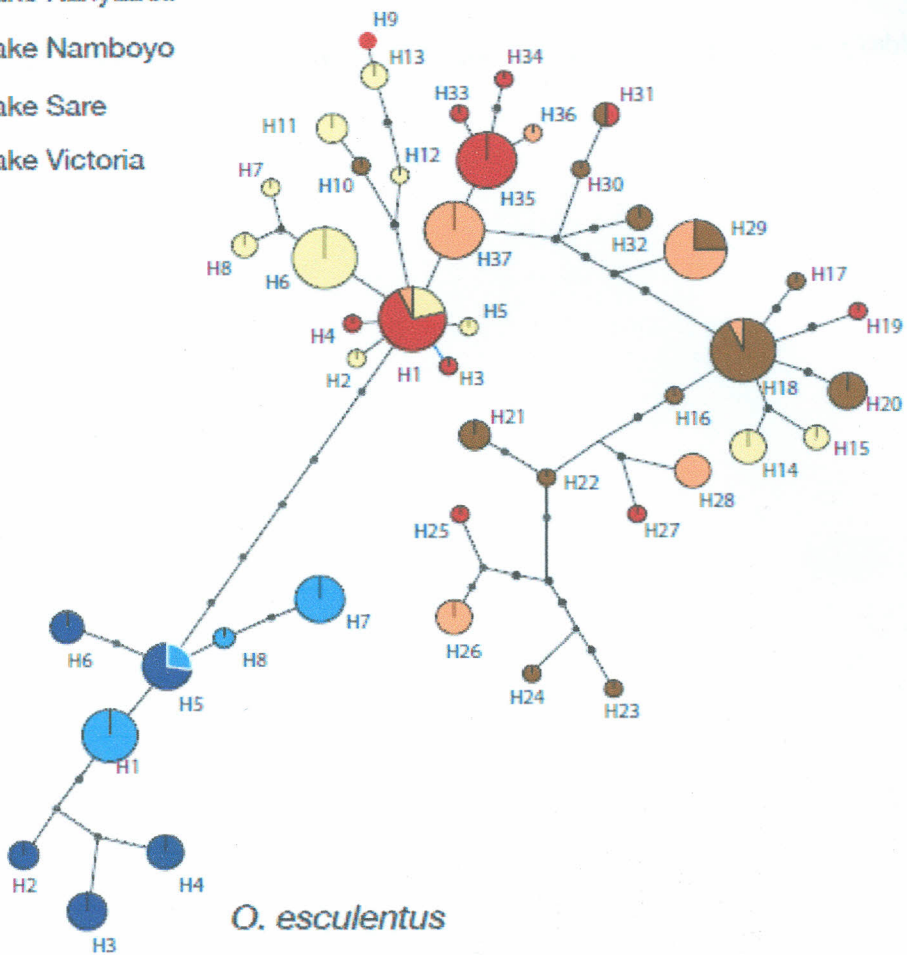 ake Namboyo
ake Sare
ake Victoria
H9
H13
H34
H33
H36
H31
H11
H12
H7
H10
H35
H30
H8
H6
H37
H32
H29
H17
H4
H5
H19
H2
H1
H3
H18
H20
H16
H21
H14
H15
H22
H28
H25
H27
H26
H7
H6
H8
H24
H23
H5
H1
H2
H4
H3
O. esculentus